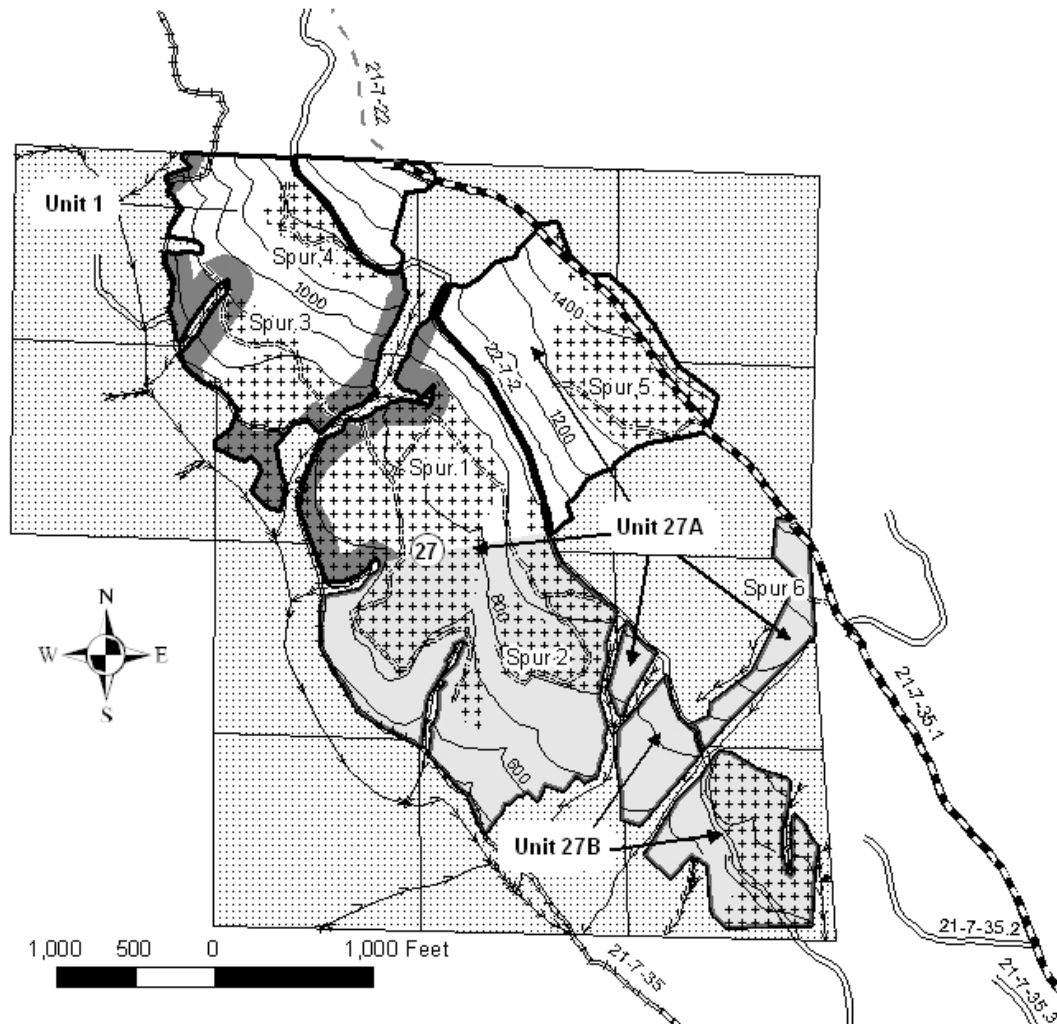 21-7-22
Unit 1
Spur 4
1000
1400
Spur 3
22-7-2
Spur 5
1200
Spur 1
Unit 27A
27
N
800
Spur 6
W E
Spur 2
S
21-7-35.1
600
Unit 27B
1,000 500 0 1,000 Feet
21-7-35.2
21-7-35
21-7-35.3